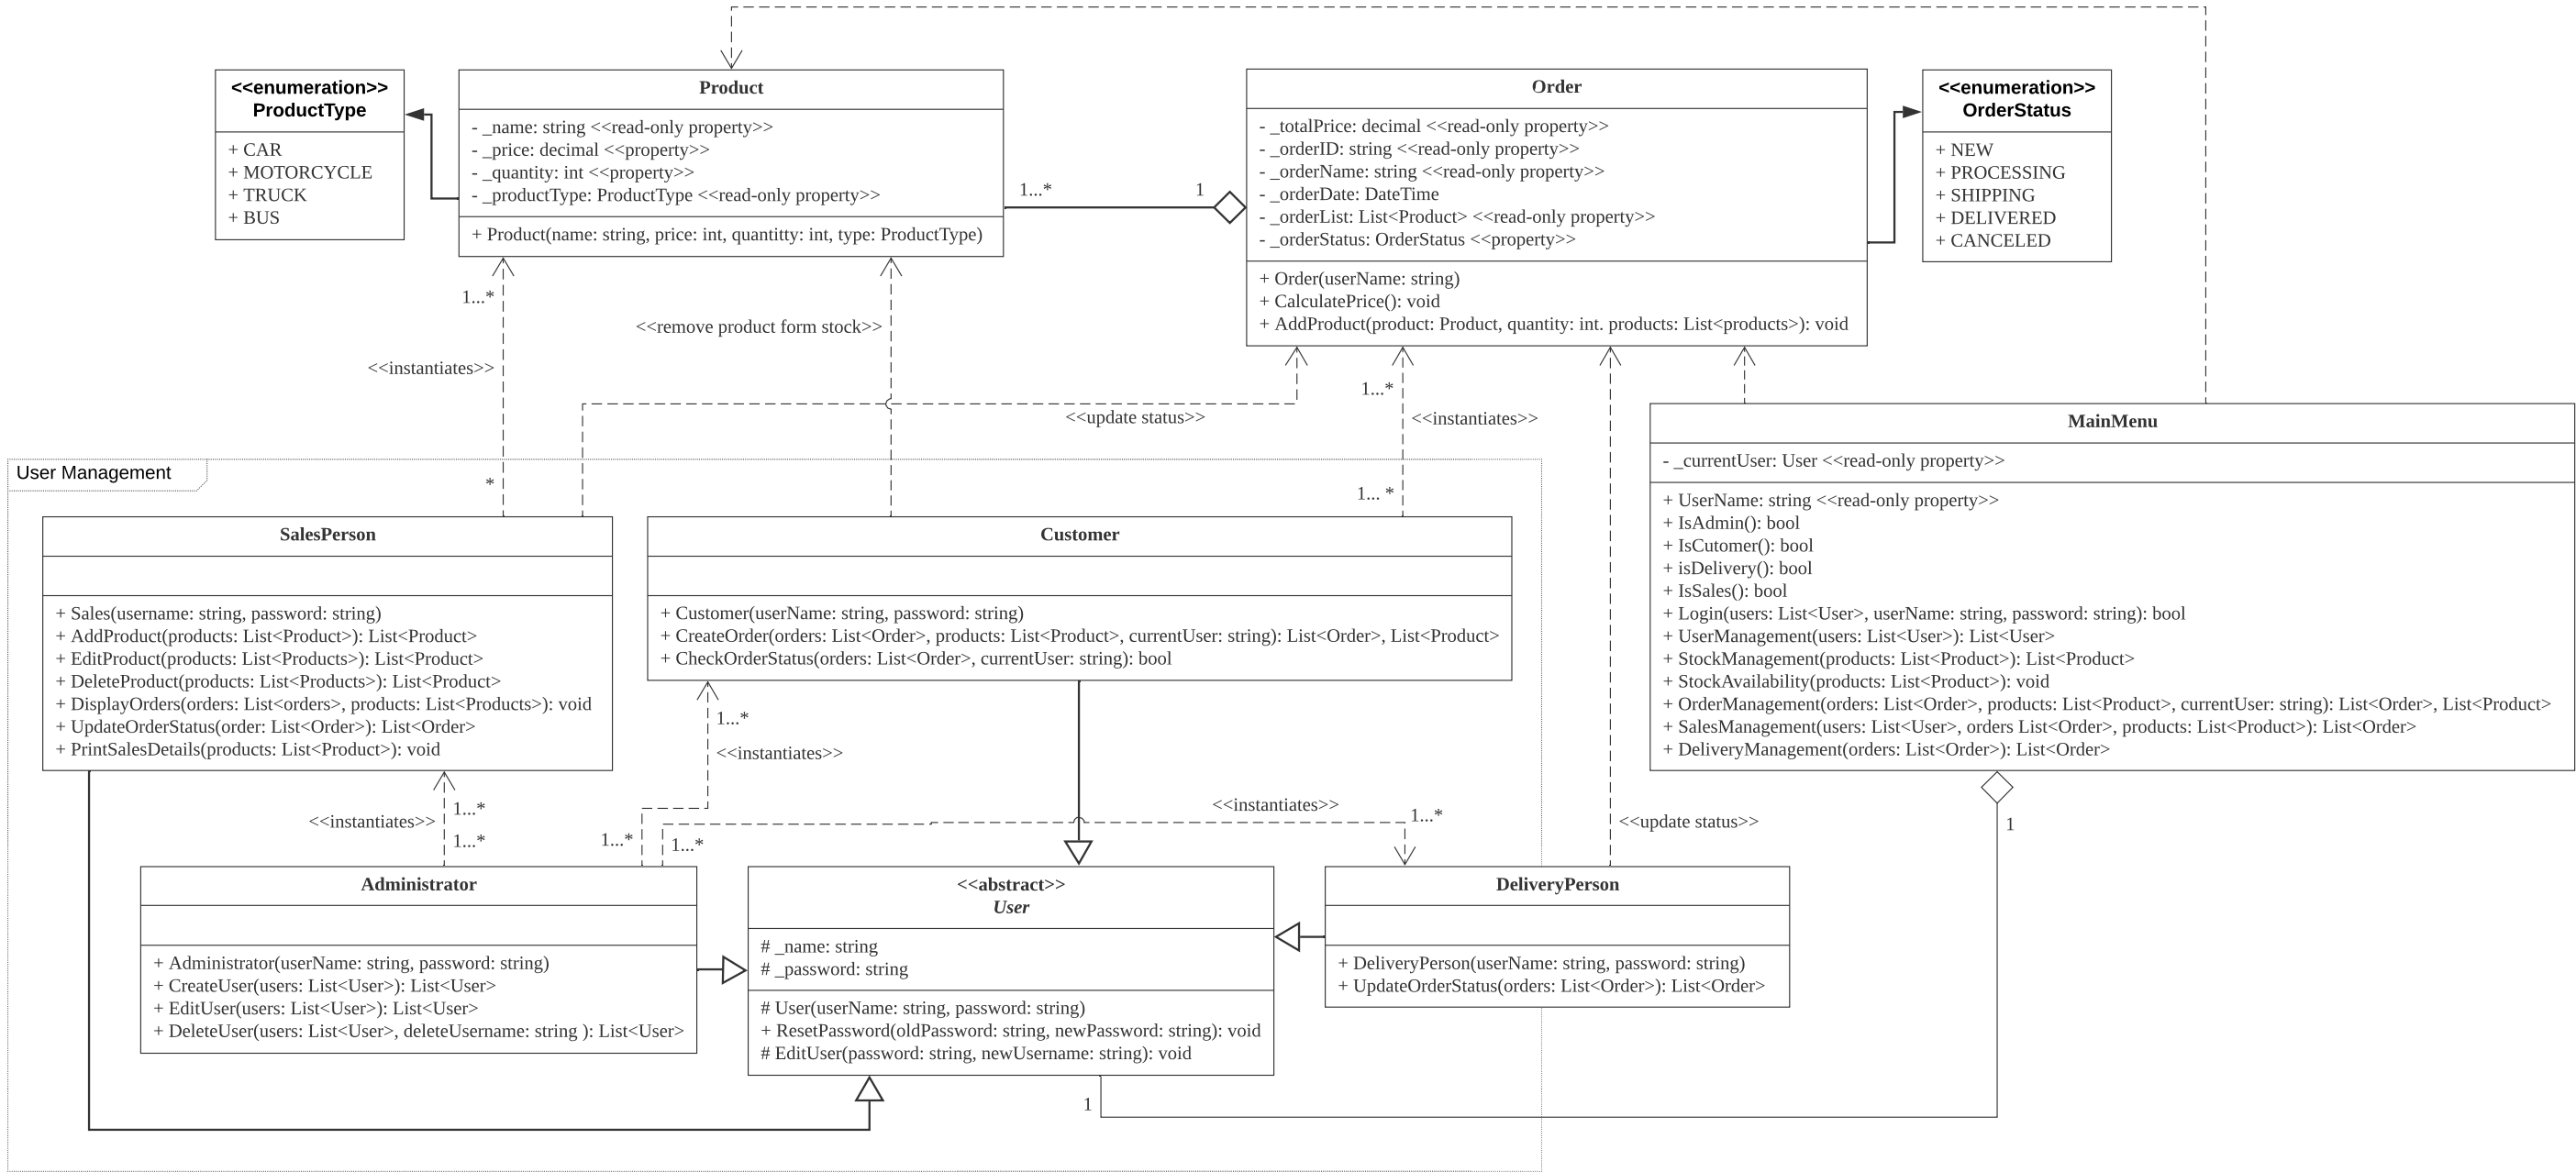 <<enumeration>>
ProductType
+ CAR
+ MOTORCYCLE
+ TRUCK
+ BUS
Product
- _name: string <<read-only property>>
- _price: decimal <<property>>
- _quantity: int <<property>>
- _productType: ProductType <<read-only property>>
+ Product(name: string, price: int, quantitty: int, type: ProductType)
1...*
1
Order
- _totalPrice: decimal <<read-only property>>
- _orderID: string <<read-only property>>
- _orderName: string <<read-only property>>
- _orderDate: DateTime
- _orderList: List<Product> <<read-only property>>
- _orderStatus: OrderStatus <<property>>
+ Order(userName: string)
+ CalculatePrice(): void
+ AddProduct(product: Product, quantity: int. products: List<products>): void
<<enumeration>>
OrderStatus
+ NEW
+ PROCESSING
+ SHIPPING
+ DELIVERED
+ CANCELED
1...*
<<remove product form stock>>
<<instantiates>>
1...*
<<update status>>
<<instantiates>>
User Management
*
1... *
MainMenu
- _currentUser: User <<read-only property>>
+ UserName: string <<read-only property>>
+ IsAdmin(): bool
+ IsCutomer(): bool
+ isDelivery(): bool
+ IsSales(): bool
+ Login(users: List<User>, userName: string, password: string): bool
+ UserManagement(users: List<User>): List<User>
+ StockManagement(products: List<Product>): List<Product>
+ StockAvailability(products: List<Product>): void
+ OrderManagement(orders: List<Order>, products: List<Product>, currentUser: string): List<Order>, List<Product>
+ SalesManagement(users: List<User>, orders List<Order>, products: List<Product>): List<Order>
+ DeliveryManagement(orders: List<Order>): List<Order>
SalesPerson
+ Sales(username: string, password: string)
+ AddProduct(products: List<Product>): List<Product>
+ EditProduct(products: List<Products>): List<Product>
+ DeleteProduct(products: List<Products>): List<Product>
+ DisplayOrders(orders: List<orders>, products: List<Products>): void
+ UpdateOrderStatus(order: List<Order>): List<Order>
+ PrintSalesDetails(products: List<Product>): void
Customer
+ Customer(userName: string, password: string)
+ CreateOrder(orders: List<Order>, products: List<Product>, currentUser: string): List<Order>, List<Product>
+ CheckOrderStatus(orders: List<Order>, currentUser: string): bool
1...*
<<instantiates>>
<<instantiates>>
1...*
1...*
1...*
1...*
<<instantiates>>
1...*
<<update status>>
1
Administrator
+ Administrator(userName: string, password: string)
+ CreateUser(users: List<User>): List<User>
+ EditUser(users: List<User>): List<User>
+ DeleteUser(users: List<User>, deleteUsername: string ): List<User>
<<abstract>>
User
# _name: string
# _password: string
# User(userName: string, password: string)
+ ResetPassword(oldPassword: string, newPassword: string): void
# EditUser(password: string, newUsername: string): void
DeliveryPerson
+ DeliveryPerson(userName: string, password: string)
+ UpdateOrderStatus(orders: List<Order>): List<Order>
1